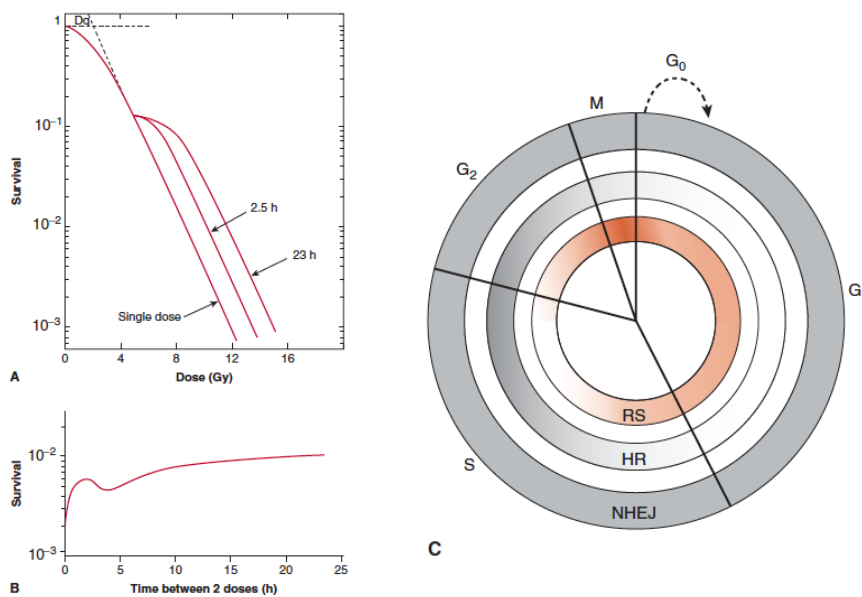 1
Dq
10⁻¹
10⁻²
10⁻³
Survival
2.5 h
23 h
Single dose
0 4 8 12 16
Dose (Gy)
A
10⁻²
10⁻³
Survival
0 5 10 15 20 25
Time between 2 doses (h)
B
G₀
M
G₂
G
S
RS
HR
NHEJ
C